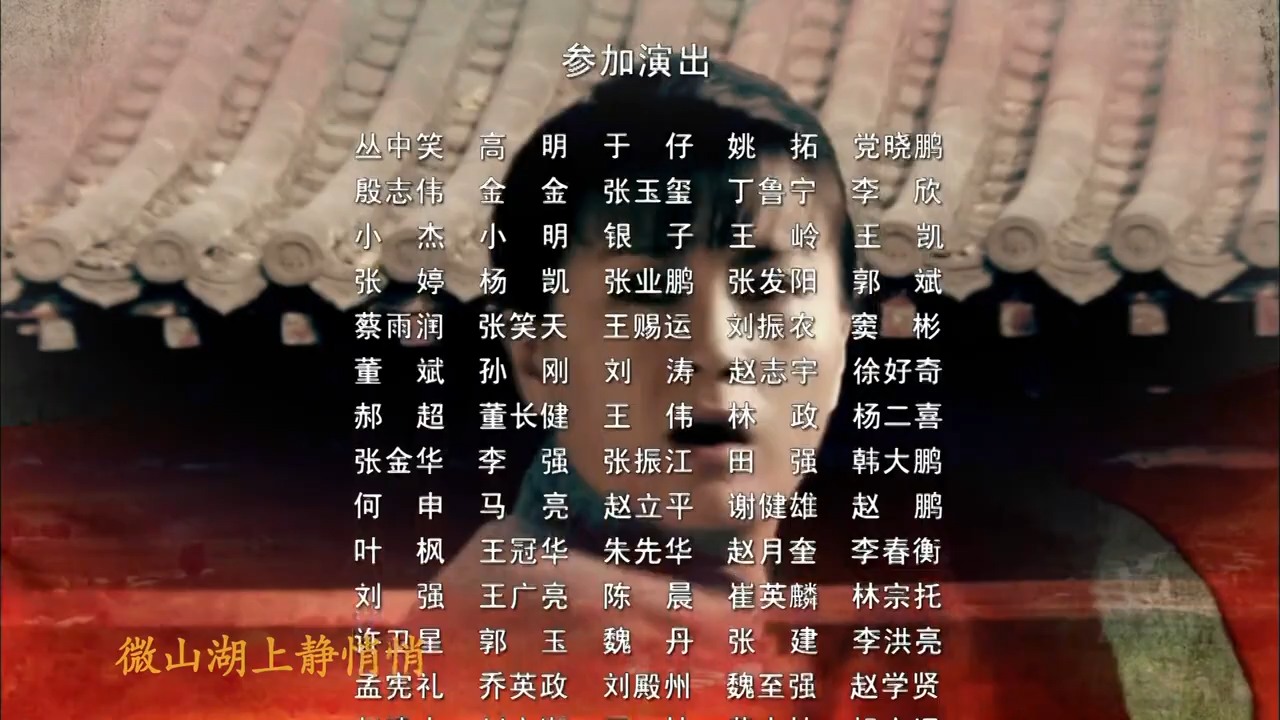 参加演出
丛中笑 高 明 于 仔 姚 拓 党晓鹏
殷志伟 金 金 张玉玺 丁鲁宁 李 欣
小 杰 小 明 银 子 王 岭 王 凯
张 婷 杨 凯 张业鹏 张发阳 郭 斌
蔡雨润 张笑天 王赐运 刘振农 窦 彬
董 斌 孙 刚 刘 涛 赵志宇 徐好奇
郝 超 董长健 王 伟 林 政 杨二喜
张金华 李 强 张振江 田 强 韩大鹏
何 申 马 亮 赵立平 谢健雄 赵 鹏
叶 枫 王冠华 朱先华 赵月奎 李春衡
刘 强 王广亮 陈 晨 崔英麟 林宗托
许卫星 郭 玉 魏 丹 张 建 李洪亮
微山湖上静悄悄
孟宪礼 乔英政 刘殿州 魏至强 赵学贤